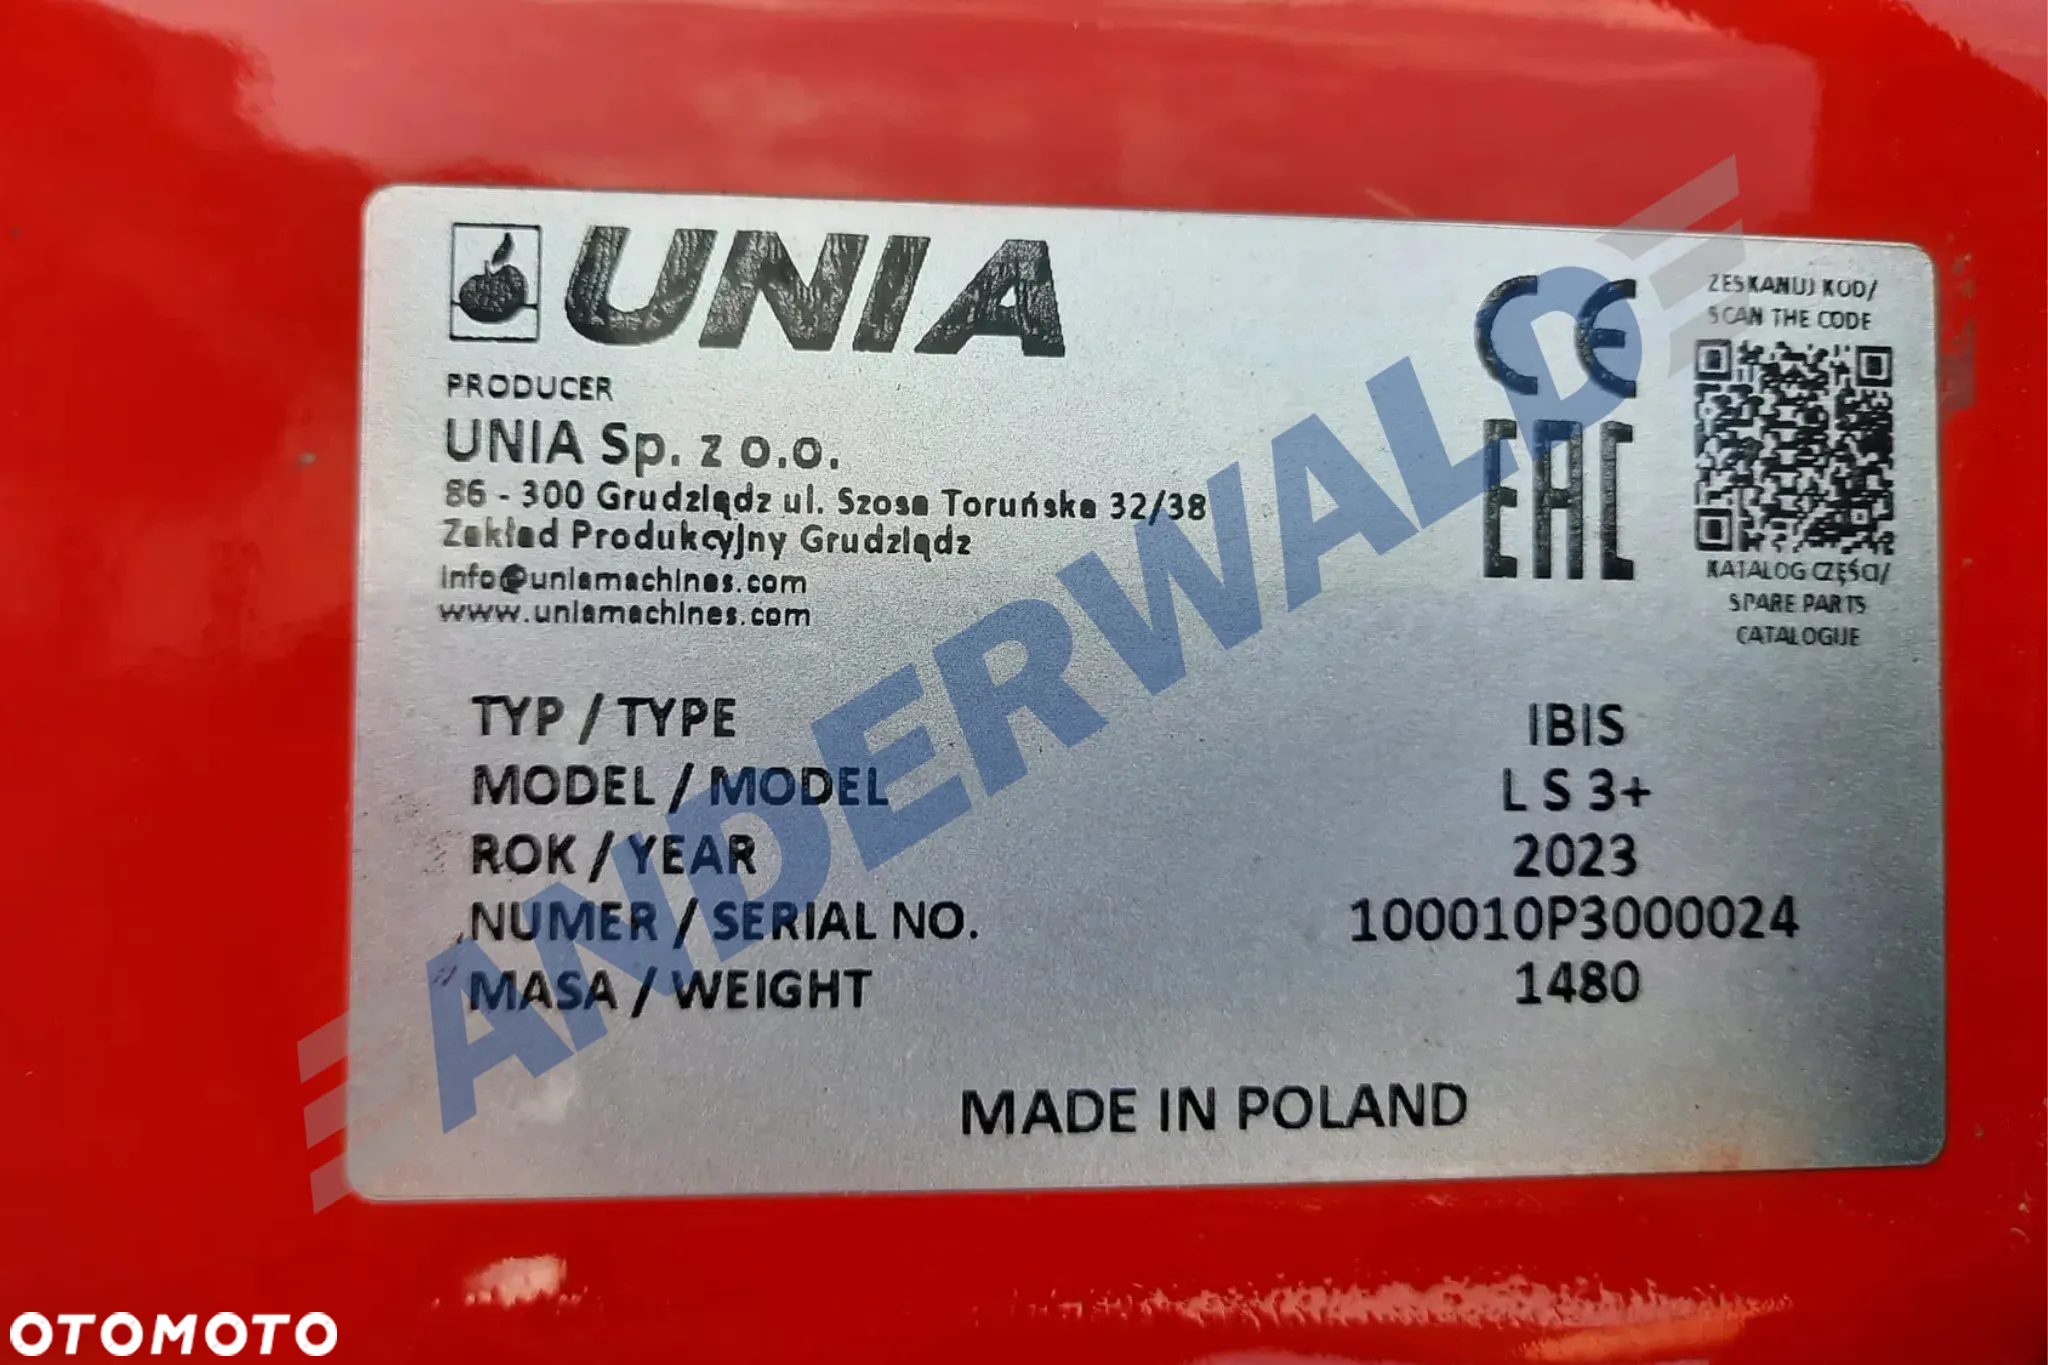 UNIA
PRODUCER
UNIA Sp. z o.o.
86 - 300 Grudziądz ul. Szosa Toruńska 32/38
Zakład Produkcyjny Grudziądz
info@uniamachines.com
www.uniamachines.com
CE
EAC
ZESKANUJ KOD/
SCAN THE CODE
KATALOG CZĘŚCI/
SPARE PARTS
CATALOGUE
TYP / TYPE IBIS
MODEL / MODEL L S 3+
ROK / YEAR 2023
NUMER / SERIAL NO. 100010P3000024
MASA / WEIGHT 1480
MADE IN POLAND
ANDERWALD
OTOMOTO